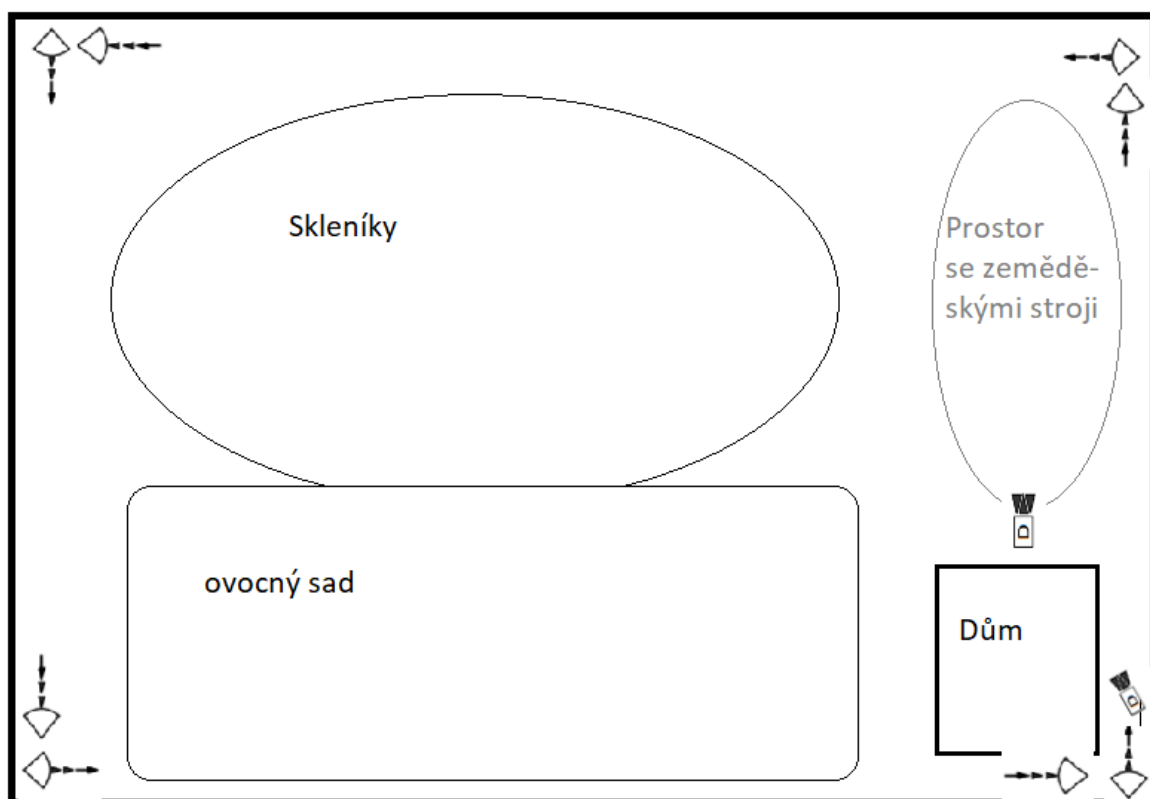 Skleníky
Prostor
se zemědě-
skými stroji
D
ovocný sad
Dům
D